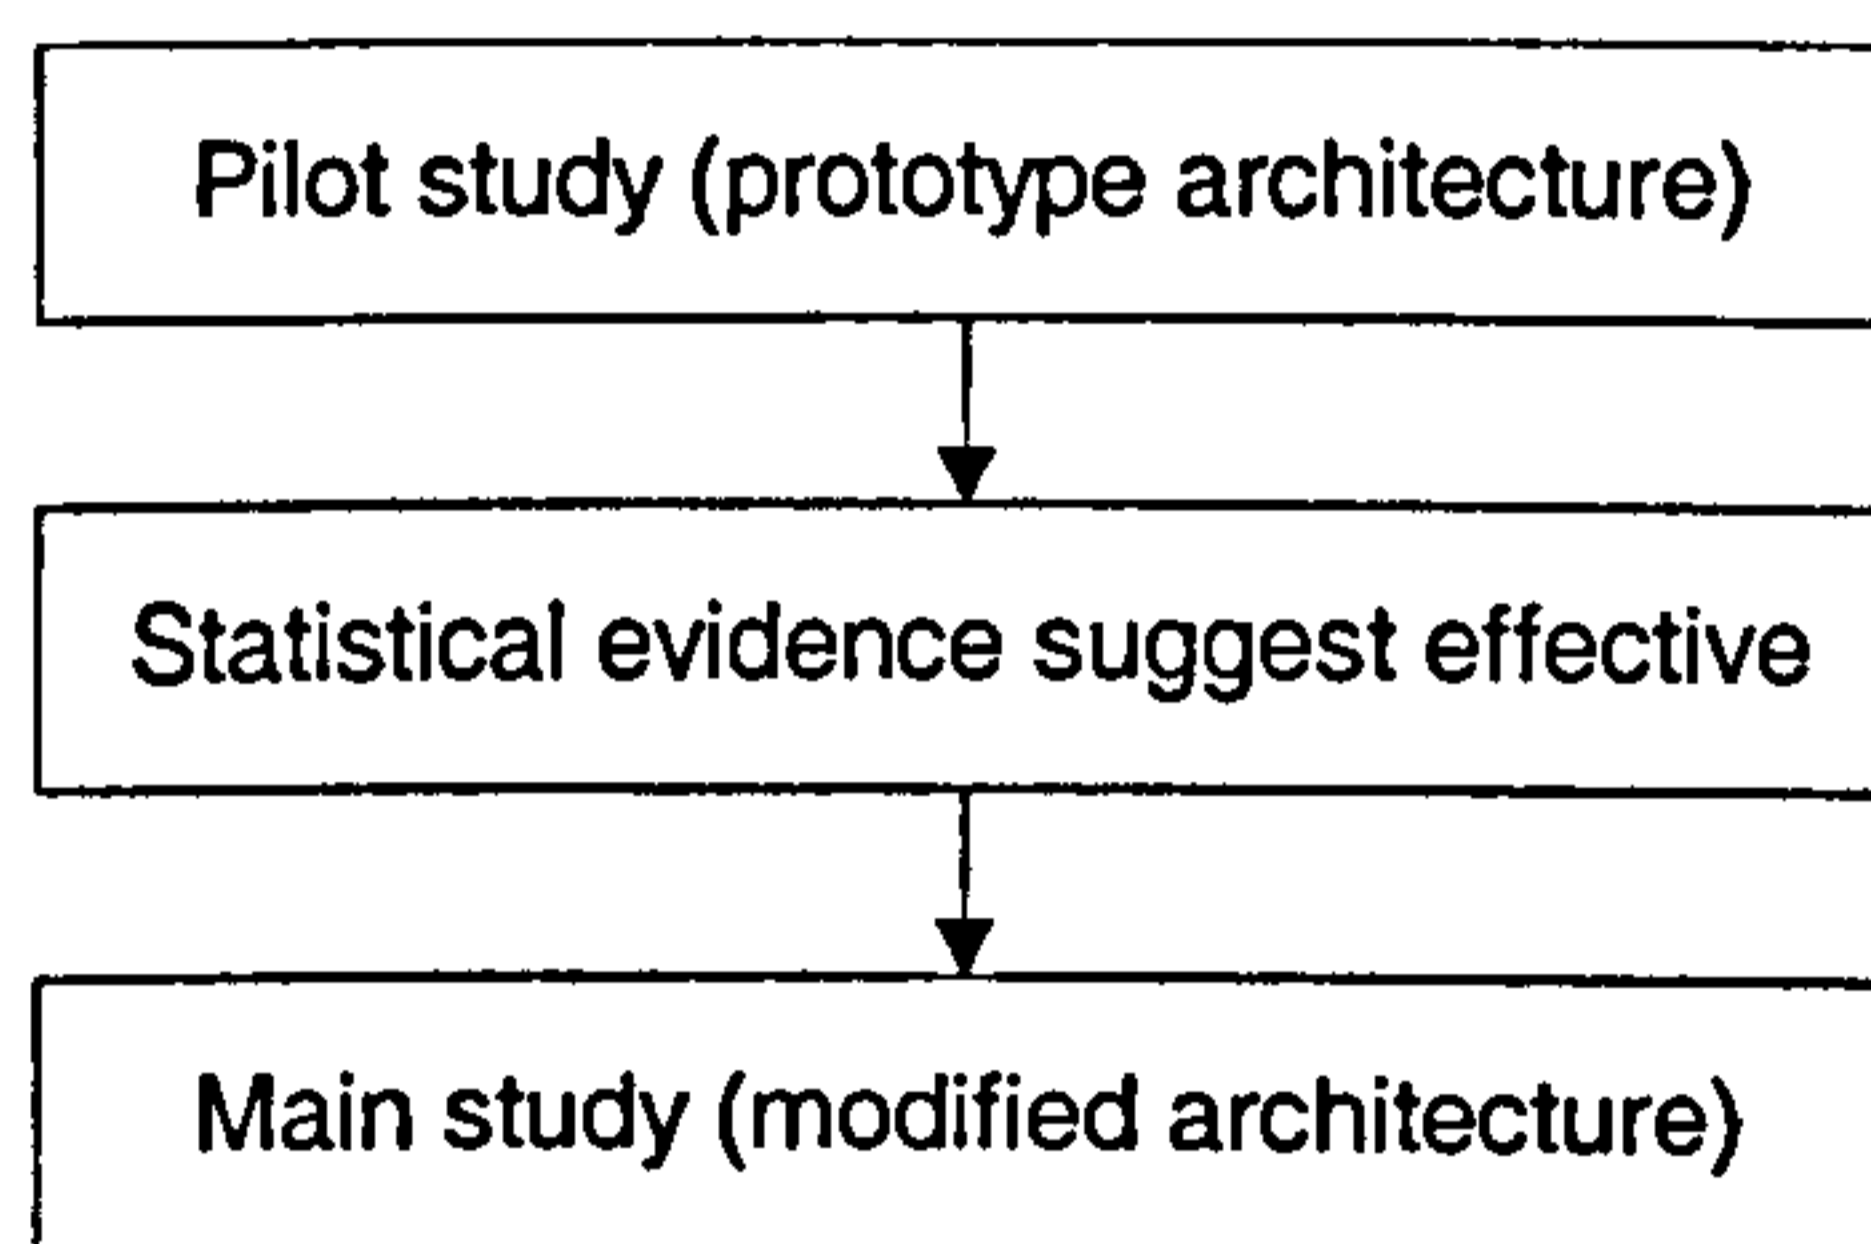 Pilot study (prototype architecture)
Statistical evidence suggest effective
Main study (modified architecture)